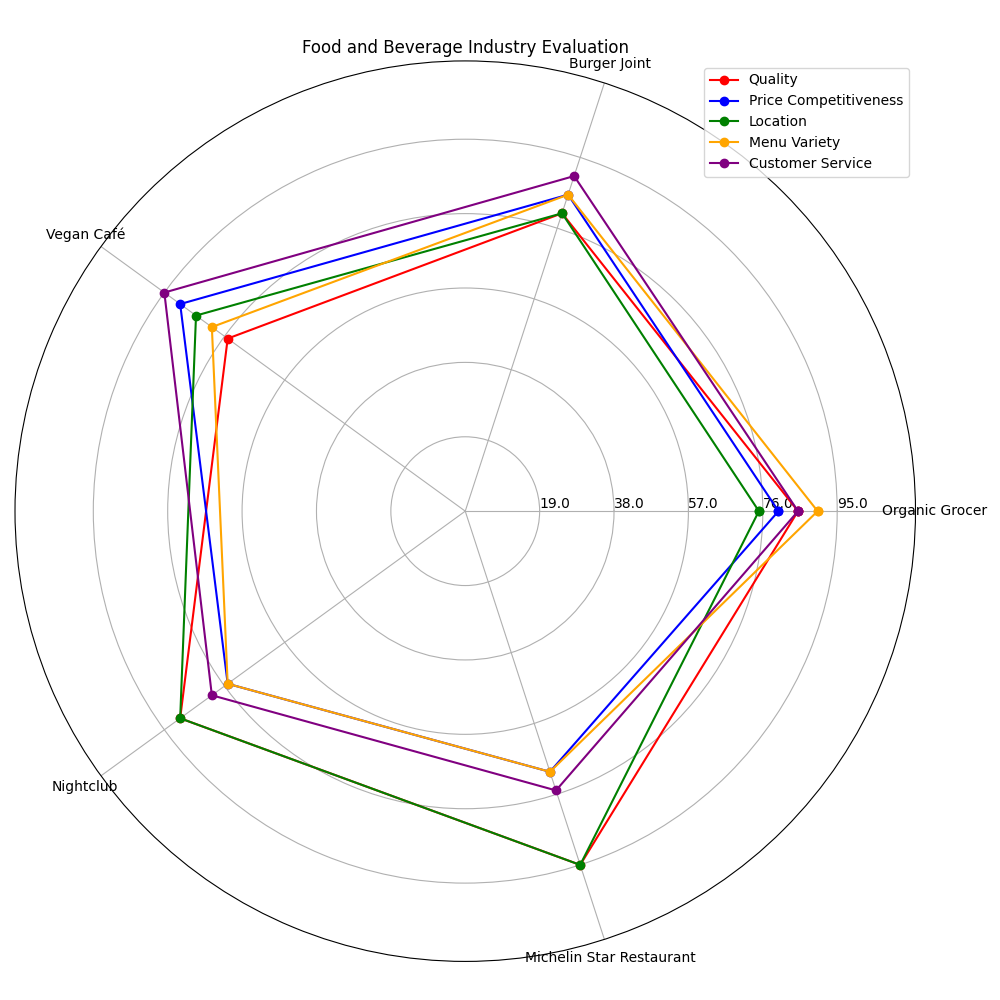 Food and Beverage Industry Evaluation
Burger Joint
Quality
Price Competitiveness
Location
Menu Variety
Customer Service
Vegan Café
19.0
38.0
57.0
76.0
95.0
Organic Grocer
Nightclub
Michelin Star Restaurant